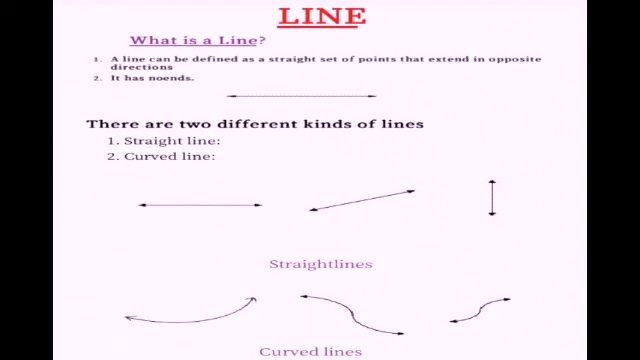 LINE
What is a Line?
1. A line can be defined as a straight set of points that extend in opposite
directions
2. It has noends.
There are two different kinds of lines
1. Straight line:
2. Curved line:
Straightlines
Curved lines